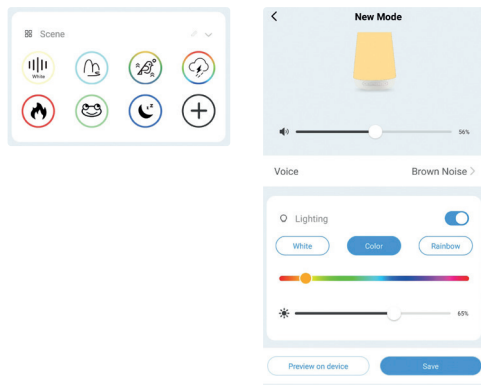 Scene
White
New Mode
56%
Voice
Brown Noise >
Lighting
White
Color
Rainbow
65%
Preview on device
Save